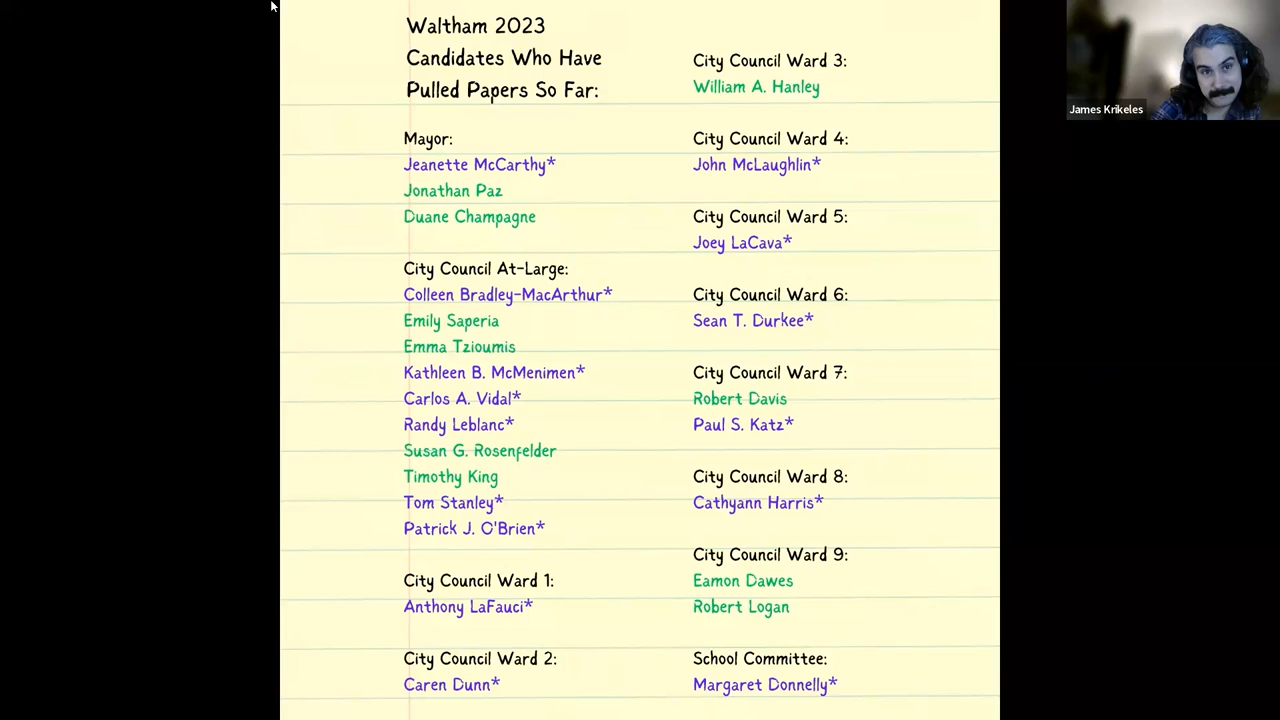 Waltham 2023
Candidates Who Have
Pulled Papers So Far:
Mayor:
Jeanette McCarthy*
Jonathan Paz
Duane Champagne
City Council At-Large:
Colleen Bradley-MacArthur*
Emily Saperia
Emma Tzioumis
Kathleen B. McMenimen*
Carlos A. Vidal*
Randy Leblanc*
Susan G. Rosenfelder
Timothy King
Tom Stanley*
Patrick J. O'Brien*
City Council Ward 1:
Anthony LaFauci*
City Council Ward 2:
Caren Dunn*
City Council Ward 3:
William A. Hanley
City Council Ward 4:
John McLaughlin*
City Council Ward 5:
Joey LaCava*
City Council Ward 6:
Sean T. Durkee*
City Council Ward 7:
Robert Davis
Paul S. Katz*
City Council Ward 8:
Cathyann Harris*
City Council Ward 9:
Eamon Dawes
Robert Logan
School Committee:
Margaret Donnelly*
James Krikeles